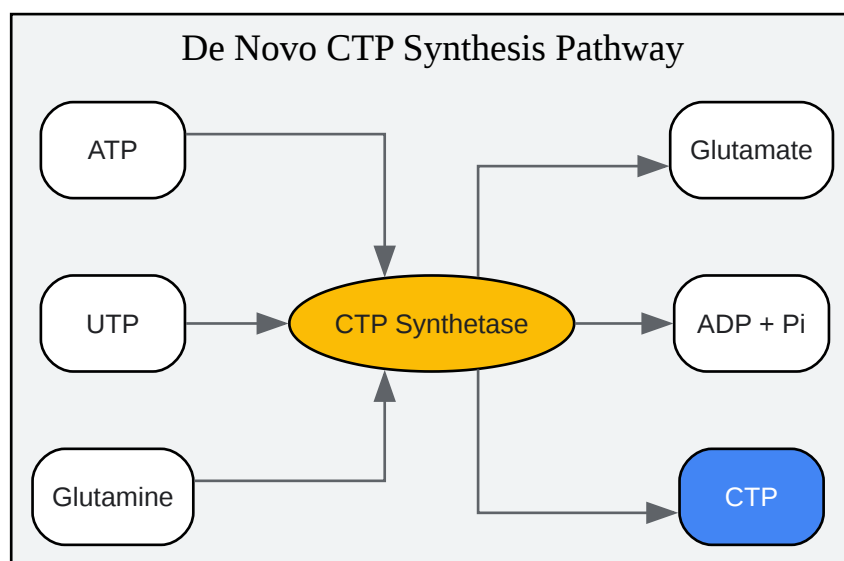 De Novo CTP Synthesis Pathway
ATP
Glutamate
UTP
CTP Synthetase
ADP + Pi
Glutamine
CTP